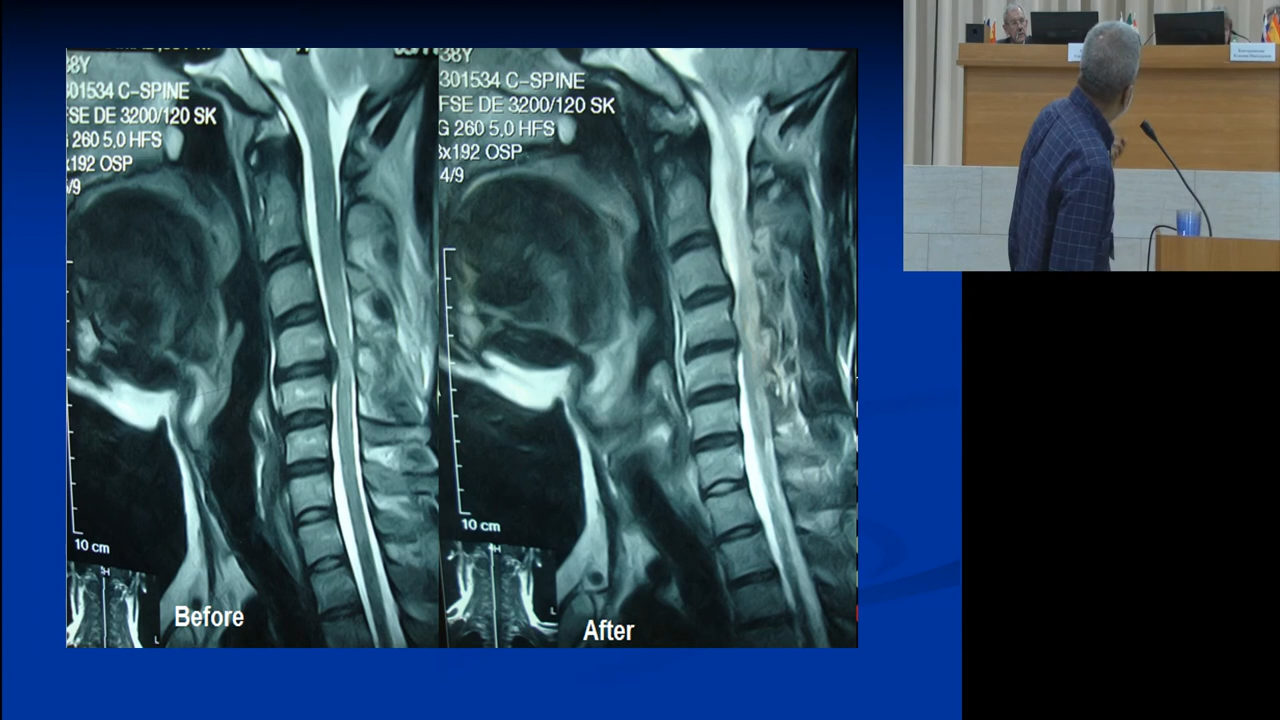 38Y
301534 C-SPINE
FSE DE 3200/120 SK
260 5.0 HFS
x192 OSP
/9
10 cm
Before
38Y
301534 C-SPINE
FSE DE 3200/120 SK
G 260 5.0 HFS
x192 OSP
4/9
10 cm
L
After